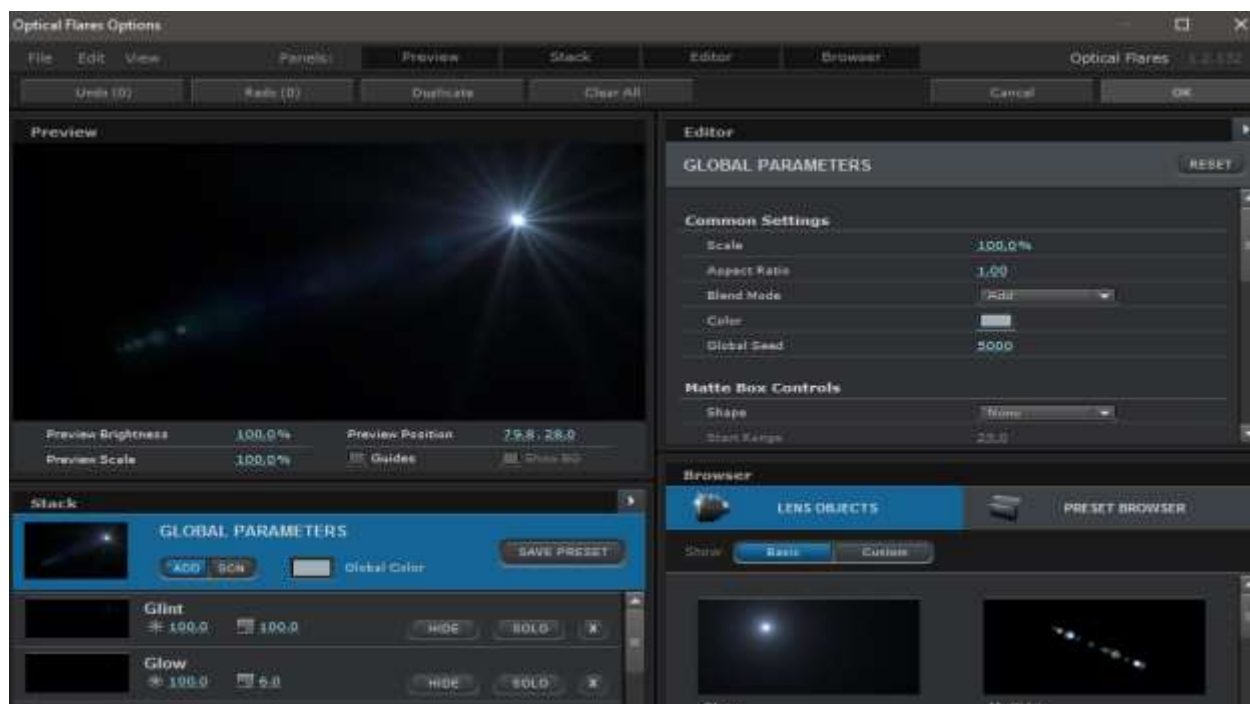 Optical Flares Options
File Edit View Panels: Preview Stack Editor Browser Optical Flares
Undo (0) Redo (0) Duplicate Clear All Cancel OK
Preview
Preview Brightness 100.0% Preview Position 79.8, 28.0
Preview Scale 100.0% Guides Show BG
Stack
GLOBAL PARAMETERS
ADD SCN Global Color SAVE PRESET
Glint
100.0 100.0 HIDE SOLO X
Glow
100.0 6.0 HIDE SOLO X
Editor
GLOBAL PARAMETERS RESET
Common Settings
Scale 100.0%
Aspect Ratio 1.00
Blend Mode Add
Color
Global Seed 5000
Matte Box Controls
Shape None
Start Range
Browser
LENS OBJECTS PRESET BROWSER
Show Basic Custom